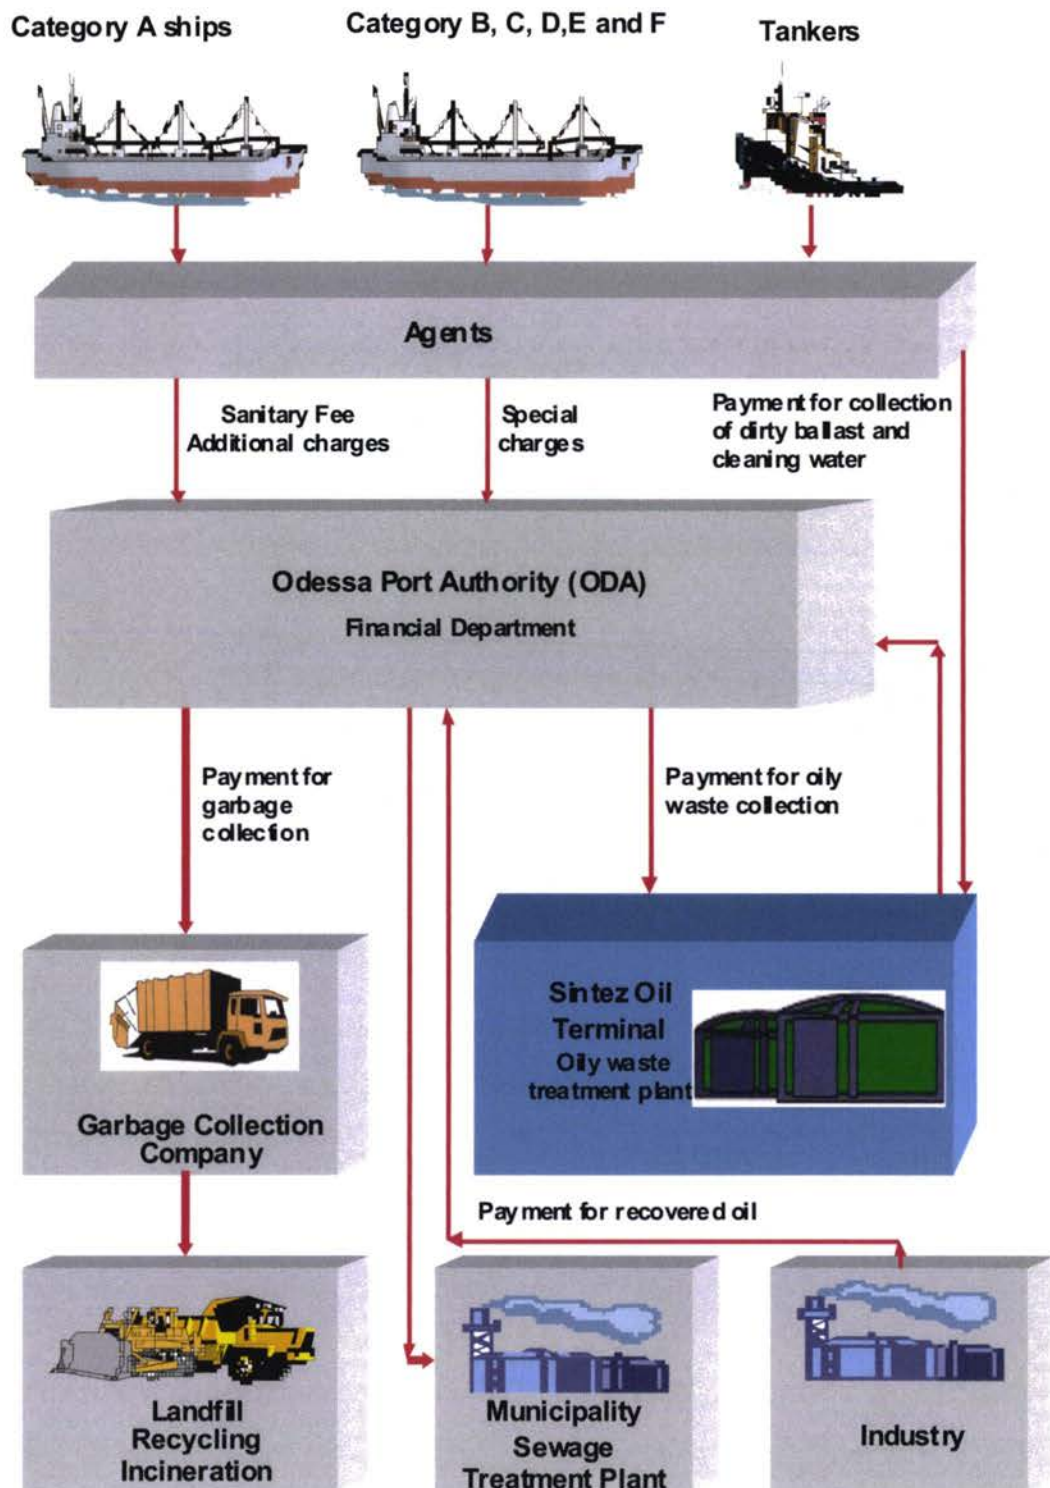 Category A ships
Category B, C, D,E and F
Tankers
Agents
Sanitary Fee
Additional charges
Special
charges
Payment for collection
of dirty ballast and
cleaning water
Odessa Port Authority (ODA)
Financial Department
Payment for
garbage
collection
Payment for oily
waste collection
Sintez Oil
Terminal
Oily waste
treatment plant
Garbage Collection
Company
Payment for recovered oil
Landfill
Recycling
Incineration
Municipality
Sewage
Treatment Plant
Industry